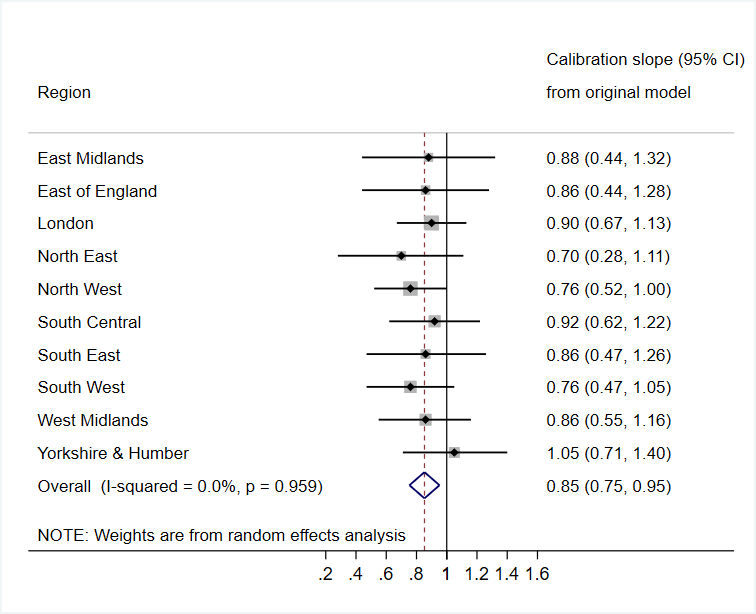 Calibration slope (95% CI)
Region from original model
East Midlands 0.88 (0.44, 1.32)
East of England 0.86 (0.44, 1.28)
London 0.90 (0.67, 1.13)
North East 0.70 (0.28, 1.11)
North West 0.76 (0.52, 1.00)
South Central 0.92 (0.62, 1.22)
South East 0.86 (0.47, 1.26)
South West 0.76 (0.47, 1.05)
West Midlands 0.86 (0.55, 1.16)
Yorkshire & Humber 1.05 (0.71, 1.40)
Overall (I-squared = 0.0%, p = 0.959) 0.85 (0.75, 0.95)
NOTE: Weights are from random effects analysis
.2 .4 .6 .8 1 1.2 1.4 1.6